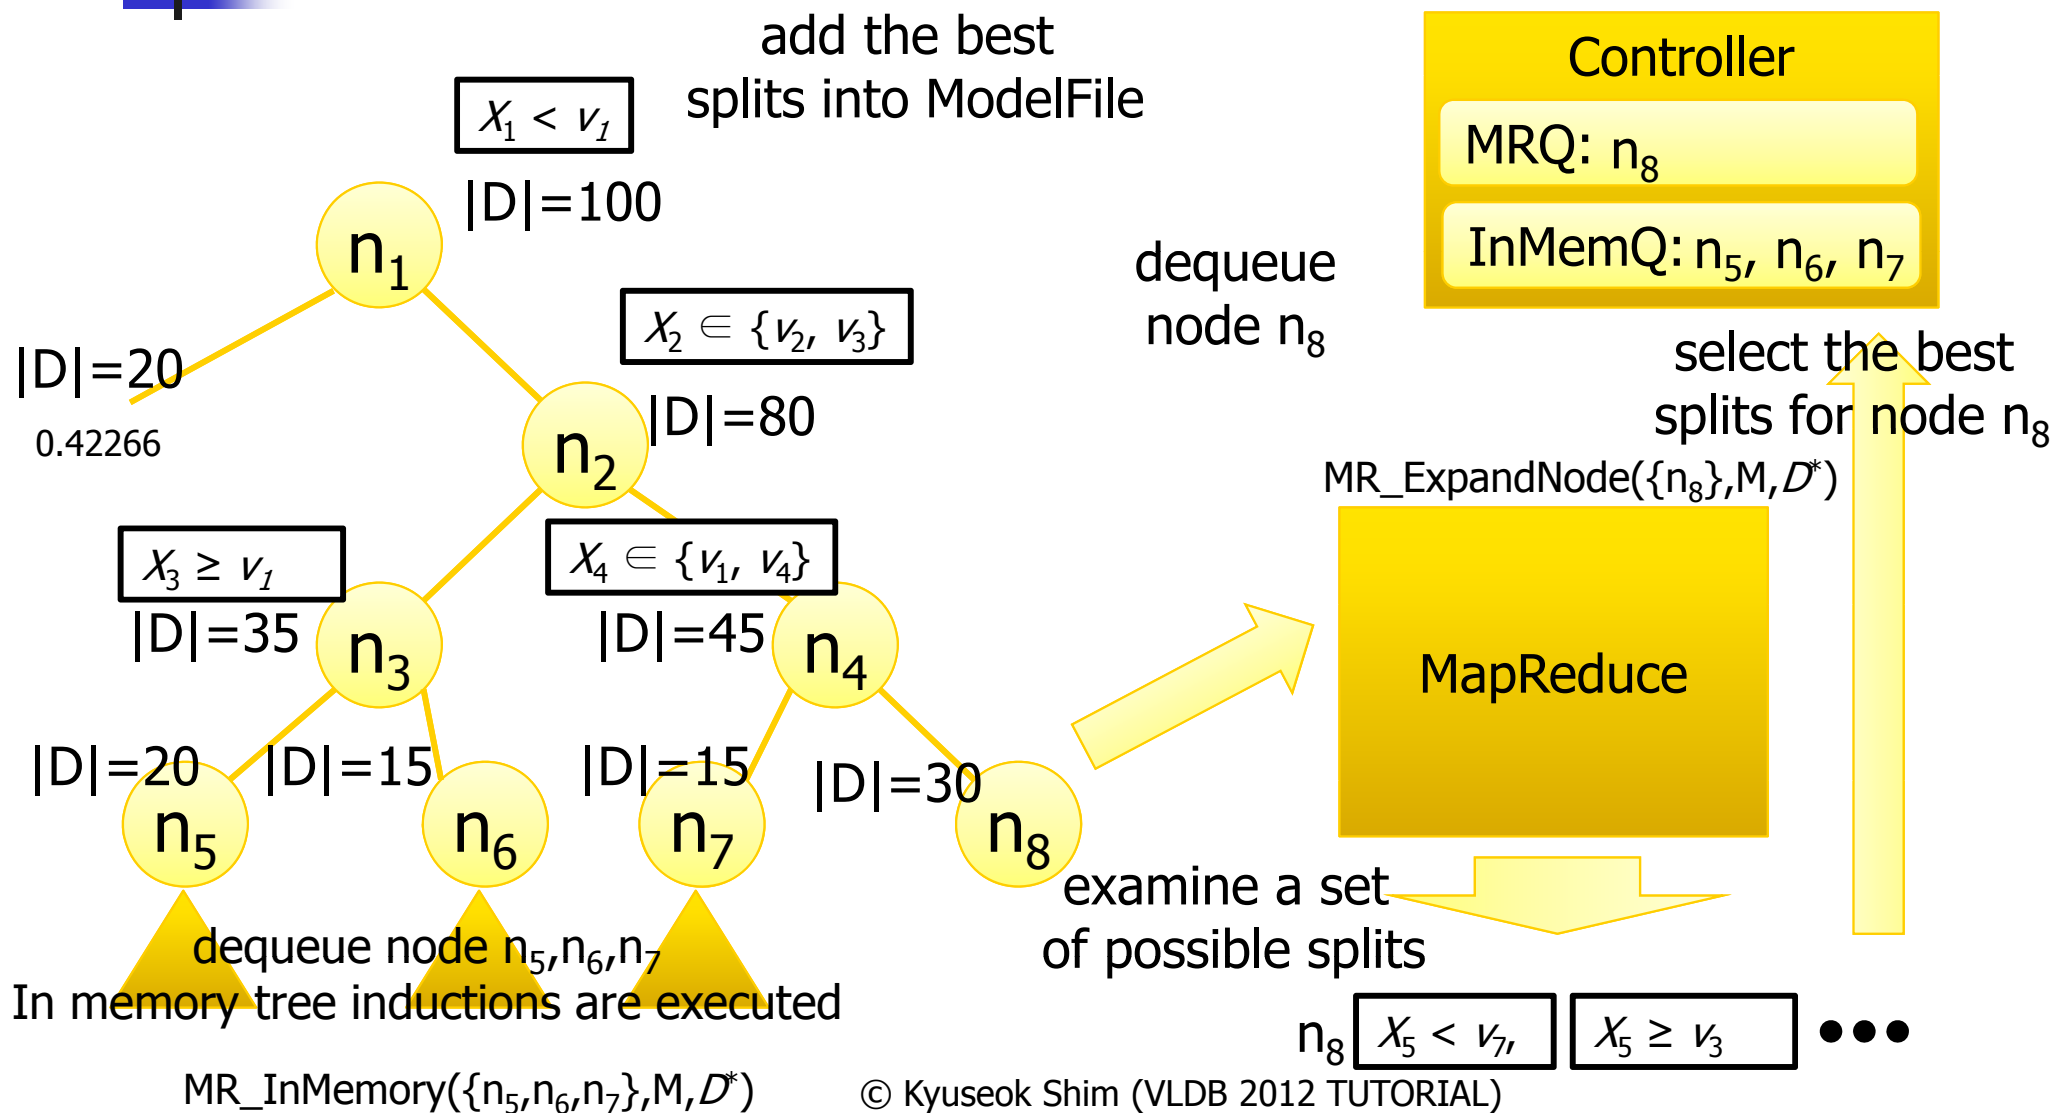 add the best
splits into ModelFile
Controller
MRQ: n₈
InMemQ: n₅, n₆, n₇
X₁ < v₁
|D|=100
n₁
dequeue
node n₈
X₂ ∈ {v₂, v₃}
select the best
splits for node n₈
|D|=20
0.42266
|D|=80
n₂
MR_ExpandNode({n₈},M,D*)
X₃ ≥ v₁
X₄ ∈ {v₁, v₄}
|D|=35
n₃
|D|=45
n₄
MapReduce
|D|=20
|D|=15
|D|=15
|D|=30
n₅
n₆
n₇
n₈
examine a set
of possible splits
dequeue node n₅,n₆,n₇
In memory tree inductions are executed
n₈
X₅ < v₇,
X₅ ≥ v₃
•••
MR_InMemory({n₅,n₆,n₇},M,D*)
© Kyuseok Shim (VLDB 2012 TUTORIAL)